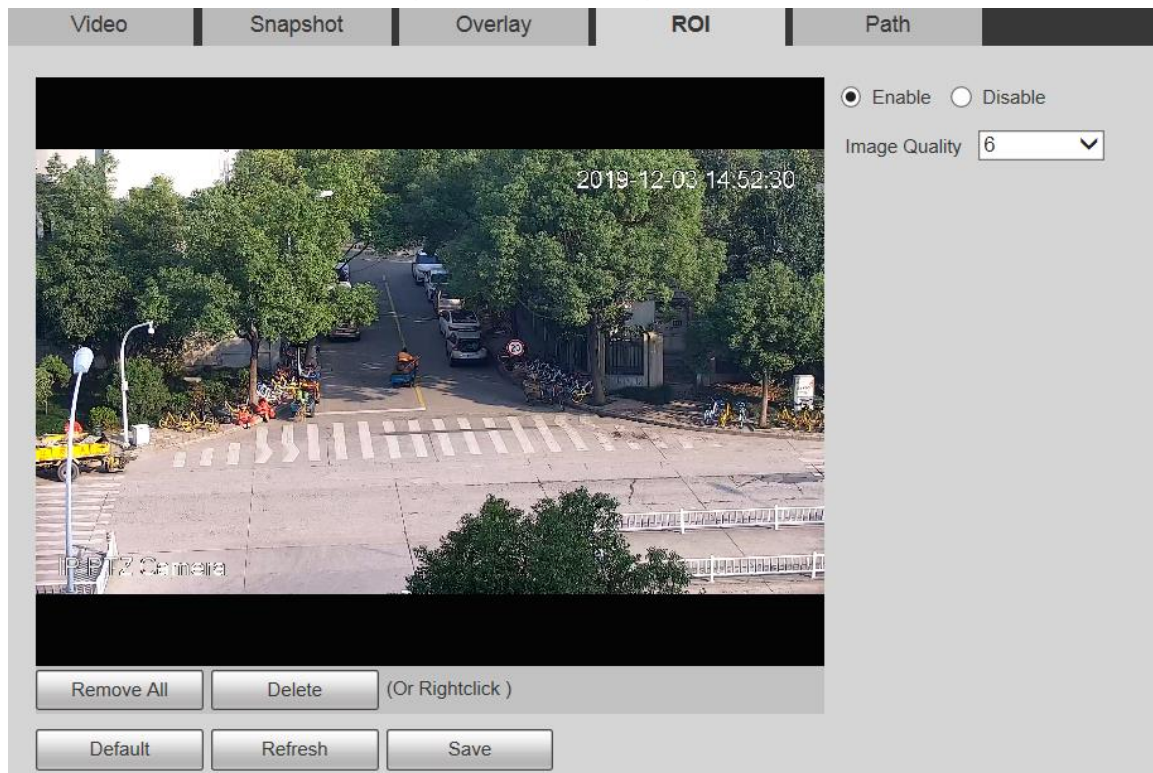 Video Snapshot Overlay ROI Path
Enable Disable
Image Quality 6
2019-12-03 14:52:30
20
IP PTZ Camera
Remove All Delete (Or Rightclick )
Default Refresh Save